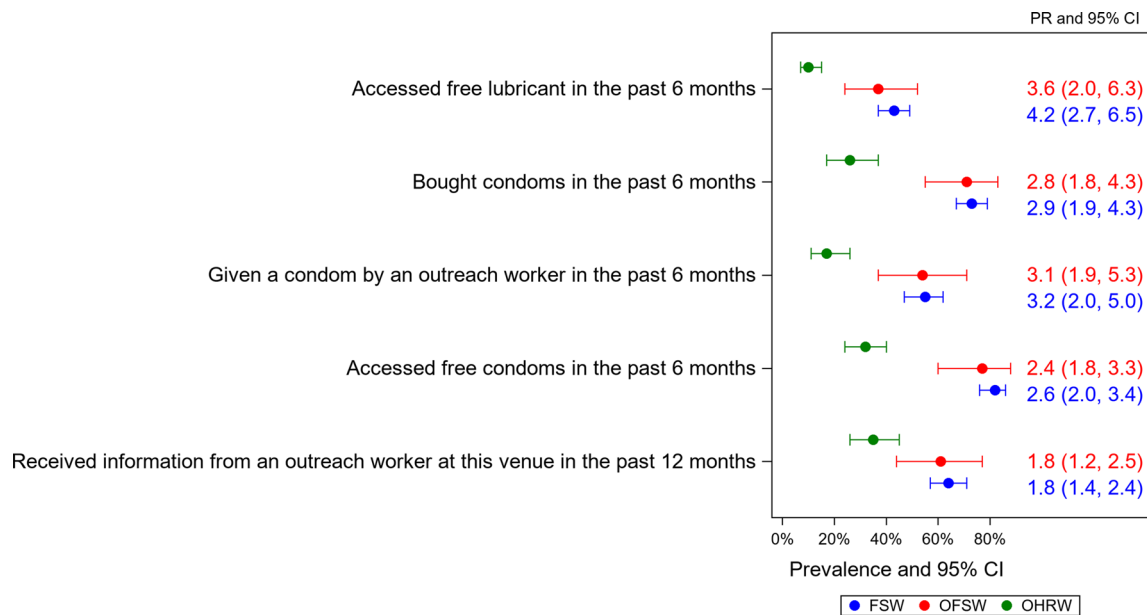 PR and 95% CI
Accessed free lubricant in the past 6 months
3.6 (2.0, 6.3)
4.2 (2.7, 6.5)
Bought condoms in the past 6 months
2.8 (1.8, 4.3)
2.9 (1.9, 4.3)
Given a condom by an outreach worker in the past 6 months
3.1 (1.9, 5.3)
3.2 (2.0, 5.0)
Accessed free condoms in the past 6 months
2.4 (1.8, 3.3)
2.6 (2.0, 3.4)
Received information from an outreach worker at this venue in the past 12 months
1.8 (1.2, 2.5)
1.8 (1.4, 2.4)
0% 20% 40% 60% 80%
Prevalence and 95% CI
FSW OFSW OHRW